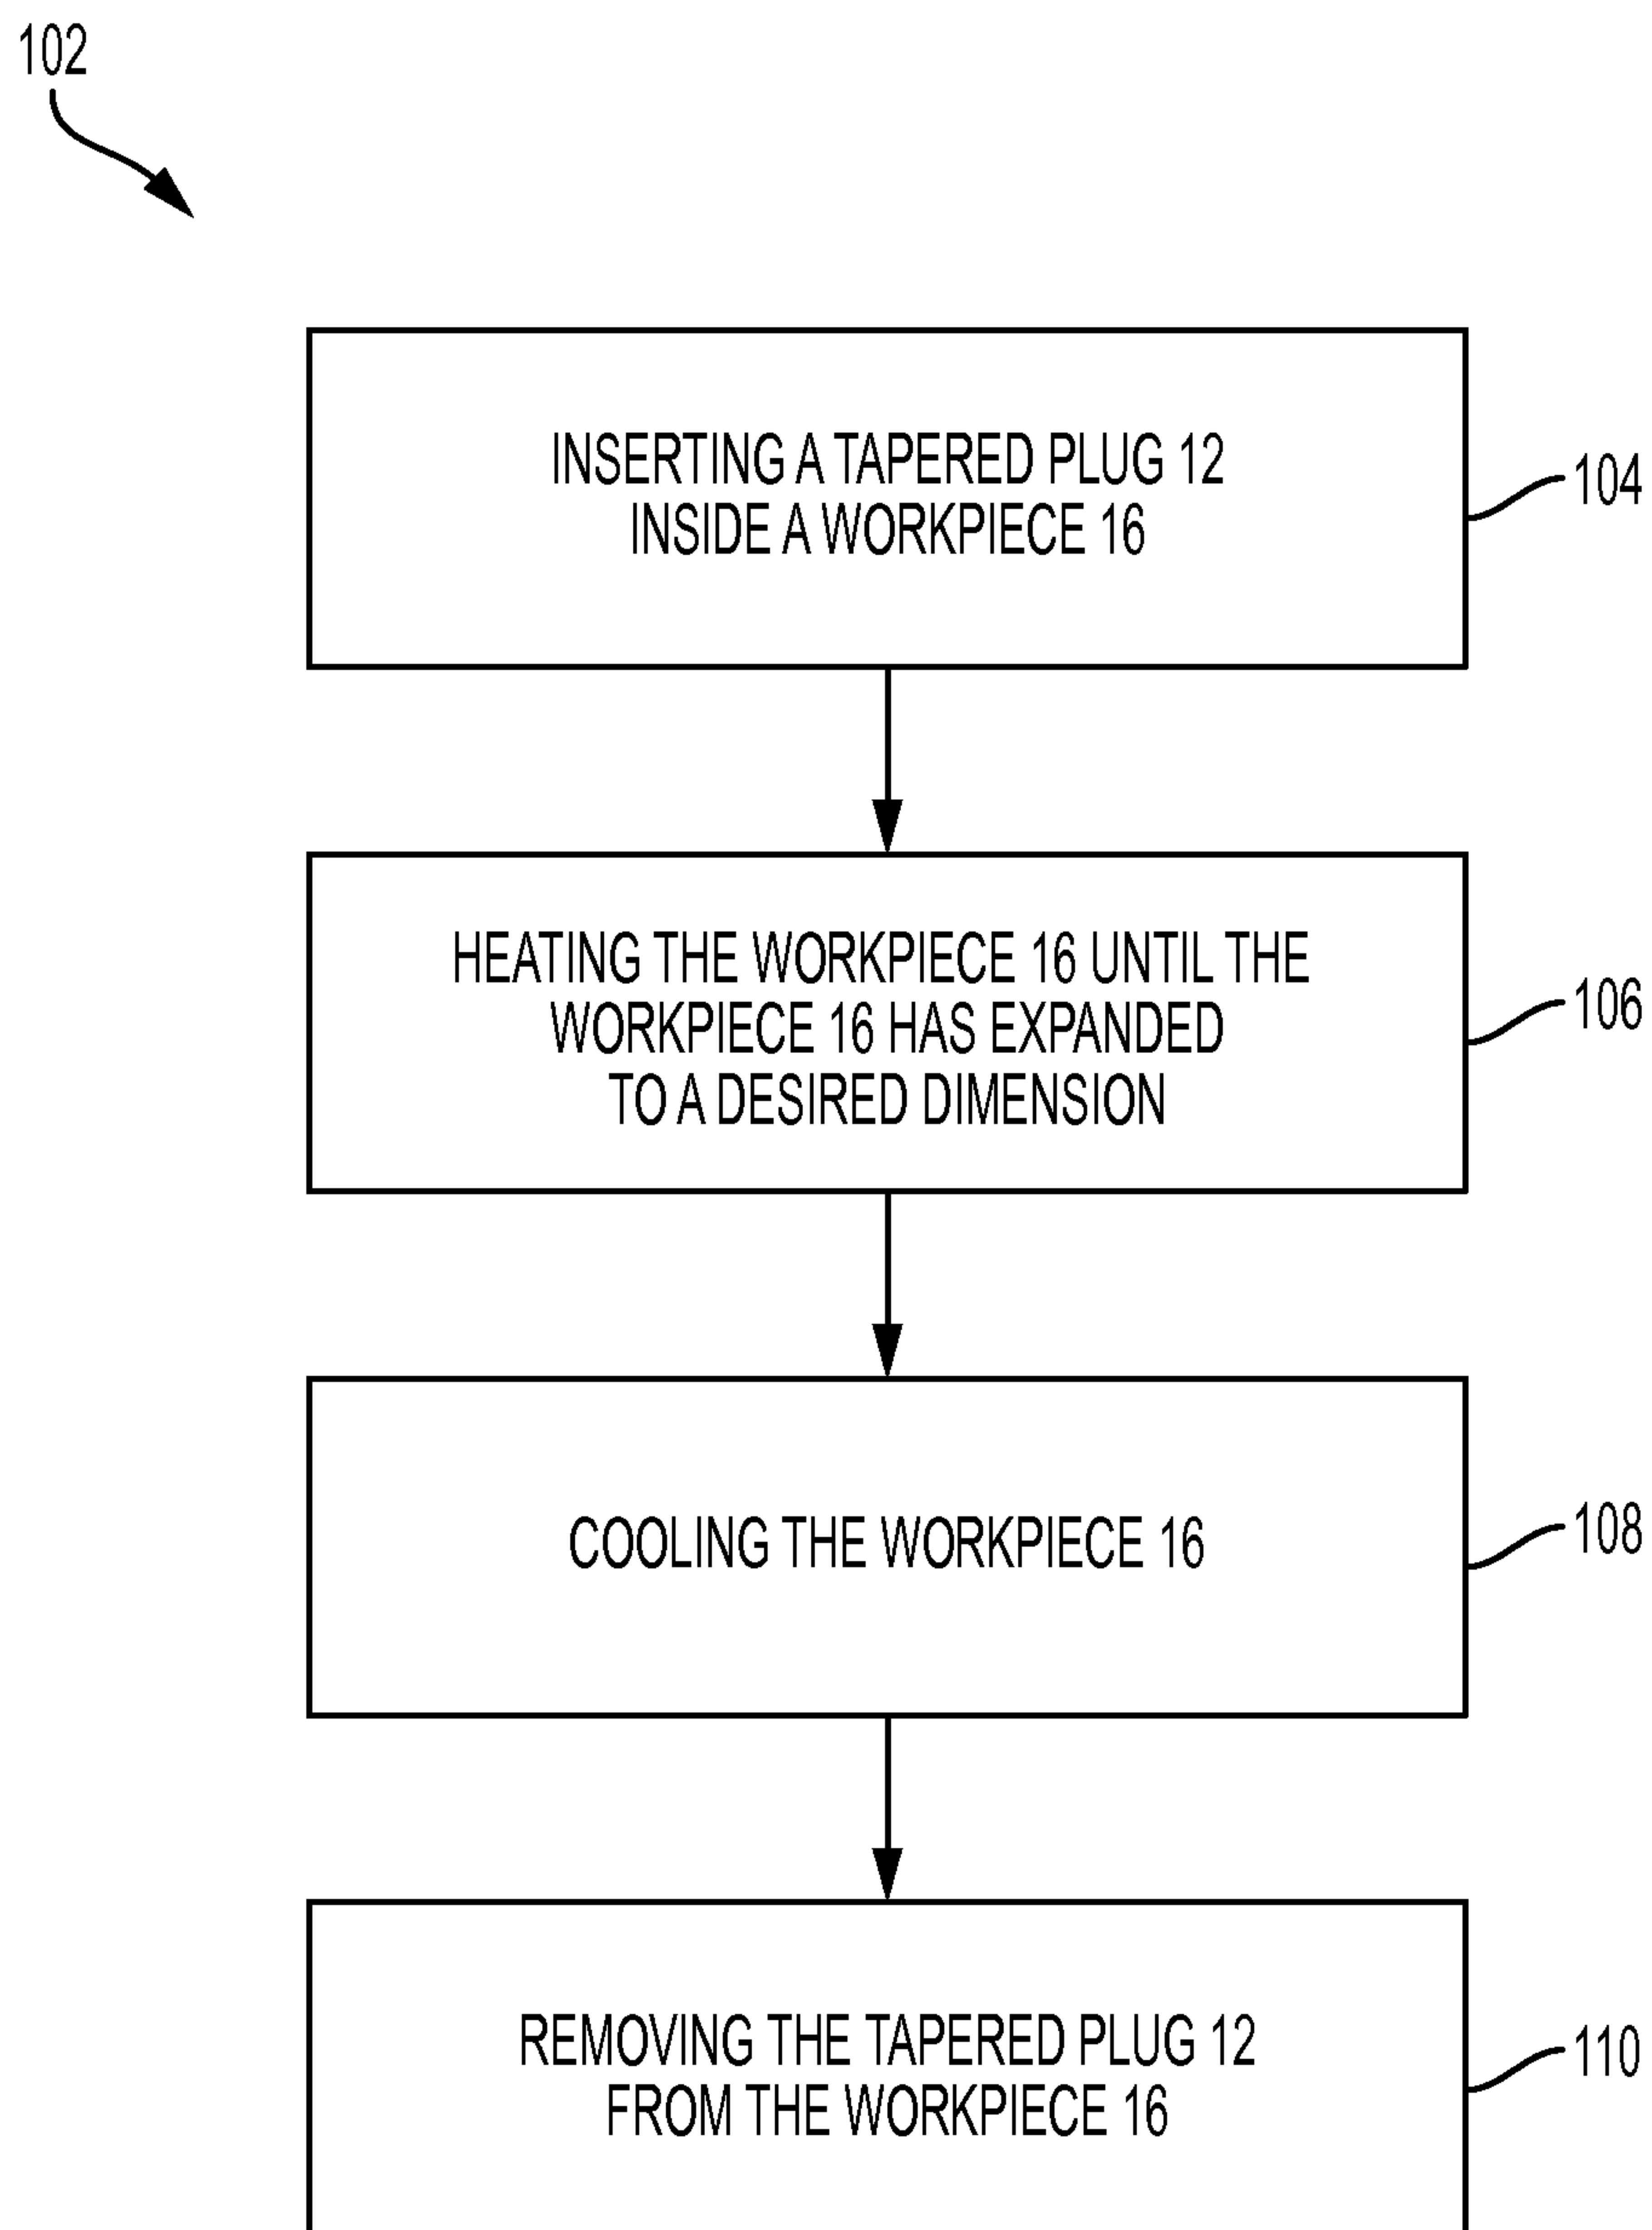 102
INSERTING A TAPERED PLUG 12
INSIDE A WORKPIECE 16
104
HEATING THE WORKPIECE 16 UNTIL THE
WORKPIECE 16 HAS EXPANDED
TO A DESIRED DIMENSION
106
COOLING THE WORKPIECE 16
108
REMOVING THE TAPERED PLUG 12
FROM THE WORKPIECE 16
110